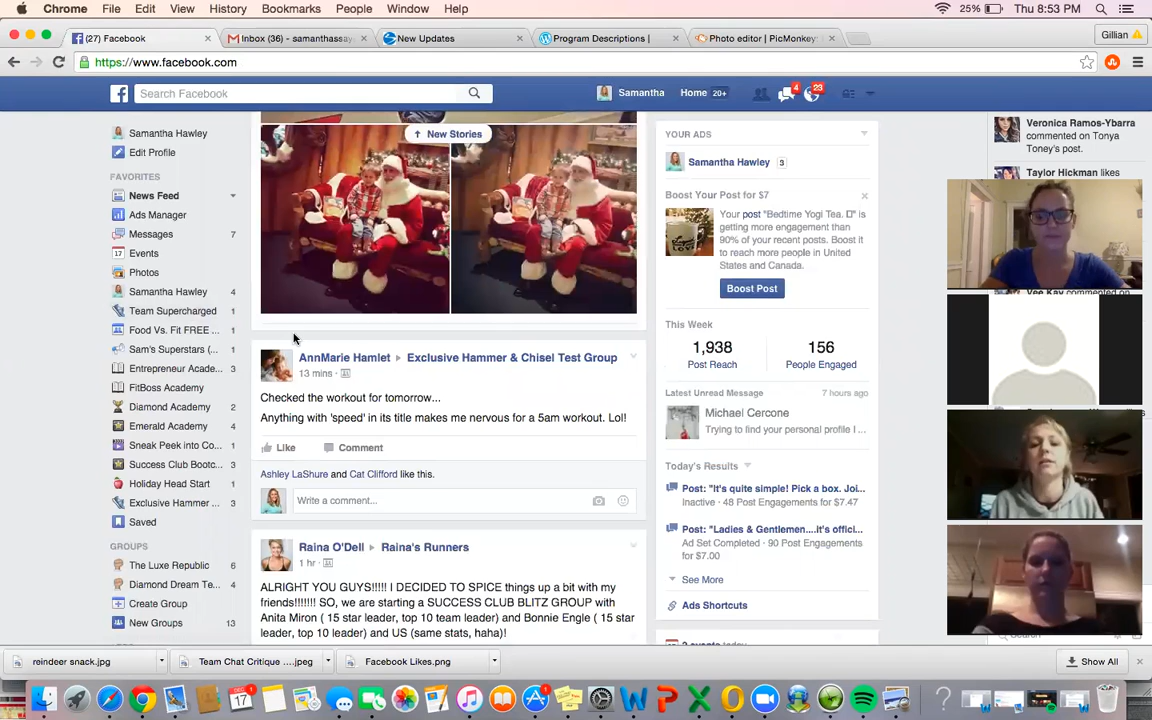 Chrome File Edit View History Bookmarks People Window Help 25% Thu 8:53 PM
(27) Facebook × Inbox (36) - samanthassay × New Updates × Program Descriptions | × Photo editor | PicMonkey: × Gillian
https://www.facebook.com
Search Facebook Samantha Home 20+ 4 23
Samantha Hawley
Edit Profile
FAVORITES
News Feed
Ads Manager
Messages 7
17 Events
Photos
Samantha Hawley 4
Team Supercharged 1
Food Vs. Fit FREE ... 1
Sam's Superstars (... 1
Entrepreneur Acade... 3
FitBoss Academy
Diamond Academy 2
Emerald Academy 4
Sneak Peek into Co... 1
Success Club Bootc... 3
Holiday Head Start 1
Exclusive Hammer ... 3
Saved
GROUPS
The Luxe Republic 6
Diamond Dream Te... 4
Create Group
New Groups 13
New Stories
AnnMarie Hamlet Exclusive Hammer & Chisel Test Group
13 mins
Checked the workout for tomorrow...
Anything with 'speed' in its title makes me nervous for a 5am workout. Lol!
Like Comment
Ashley LaShure and Cat Clifford like this.
Write a comment...
Raina O'Dell Raina's Runners
1 hr
ALRIGHT YOU GUYS!!!!! I DECIDED TO SPICE things up a bit with my
friends!!!!!!! SO, we are starting a SUCCESS CLUB BLITZ GROUP with
Anita Miron ( 15 star leader, top 10 team leader) and Bonnie Engle ( 15
star leader, top 10 leader) and US (same stats, haha)!
YOUR ADS
Samantha Hawley 3
Boost Your Post for $7
Your post "Bedtime Yogi Tea. is
getting more engagement than
90% of your recent posts. Boost it
to reach more people in United
States and Canada.
Boost Post
This Week
1,938 156
Post Reach People Engaged
Latest Unread Message 7 hours ago
Michael Cercone
Trying to find your personal profile I ...
Today's Results
Post: "It's quite simple! Pick a box. Joi...
Inactive · 48 Post Engagements for $7.47
Post: "Ladies & Gentlemen....it's offici...
Ad Set Completed · 90 Post Engagements
for $7.00
See More
Ads Shortcuts
Veronica Ramos-Ybarra
commented on Tonya
Toney's post.
Taylor Hickman likes
Vee Kay commented on
Search
reindeer snack.jpg Team Chat Critique ....jpeg Facebook Likes.png Show All
DEC 17